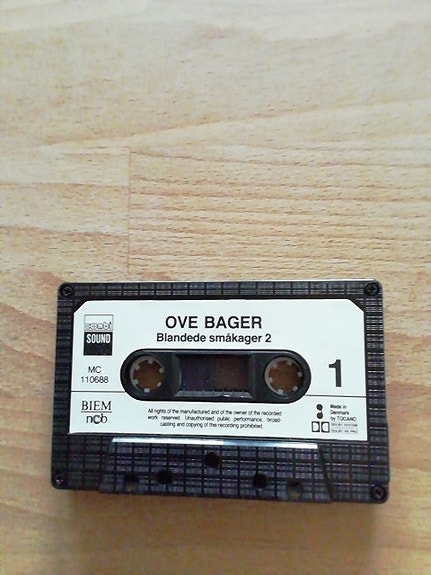 OVE BAGER
Blandede småkager 2
SOUND
MC
110688
1
BIEM
ncb
All rights of the manufactured and of the owner of the recorded
work reserved. Unauthorised public performance, broad-
casting and copying of this recording prohibited.
Made in
Denmark
by TOCANO